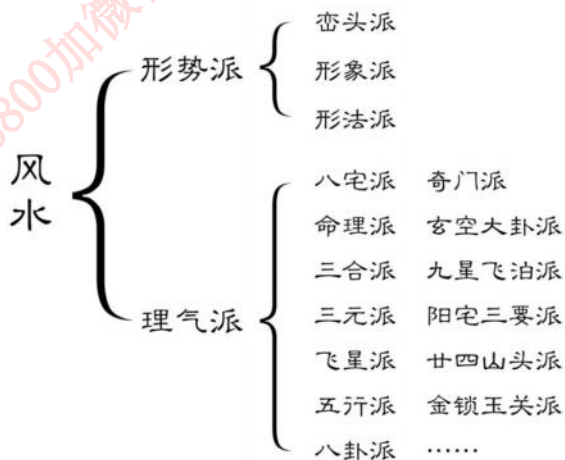 风水
形势派
峦头派
形象派
形法派
理气派
八宅派 奇门派
命理派 玄空大卦派
三合派 九星飞泊派
三元派 阳宅三要派
飞星派 廿四山头派
五行派 金锁玉关派
八卦派 ……